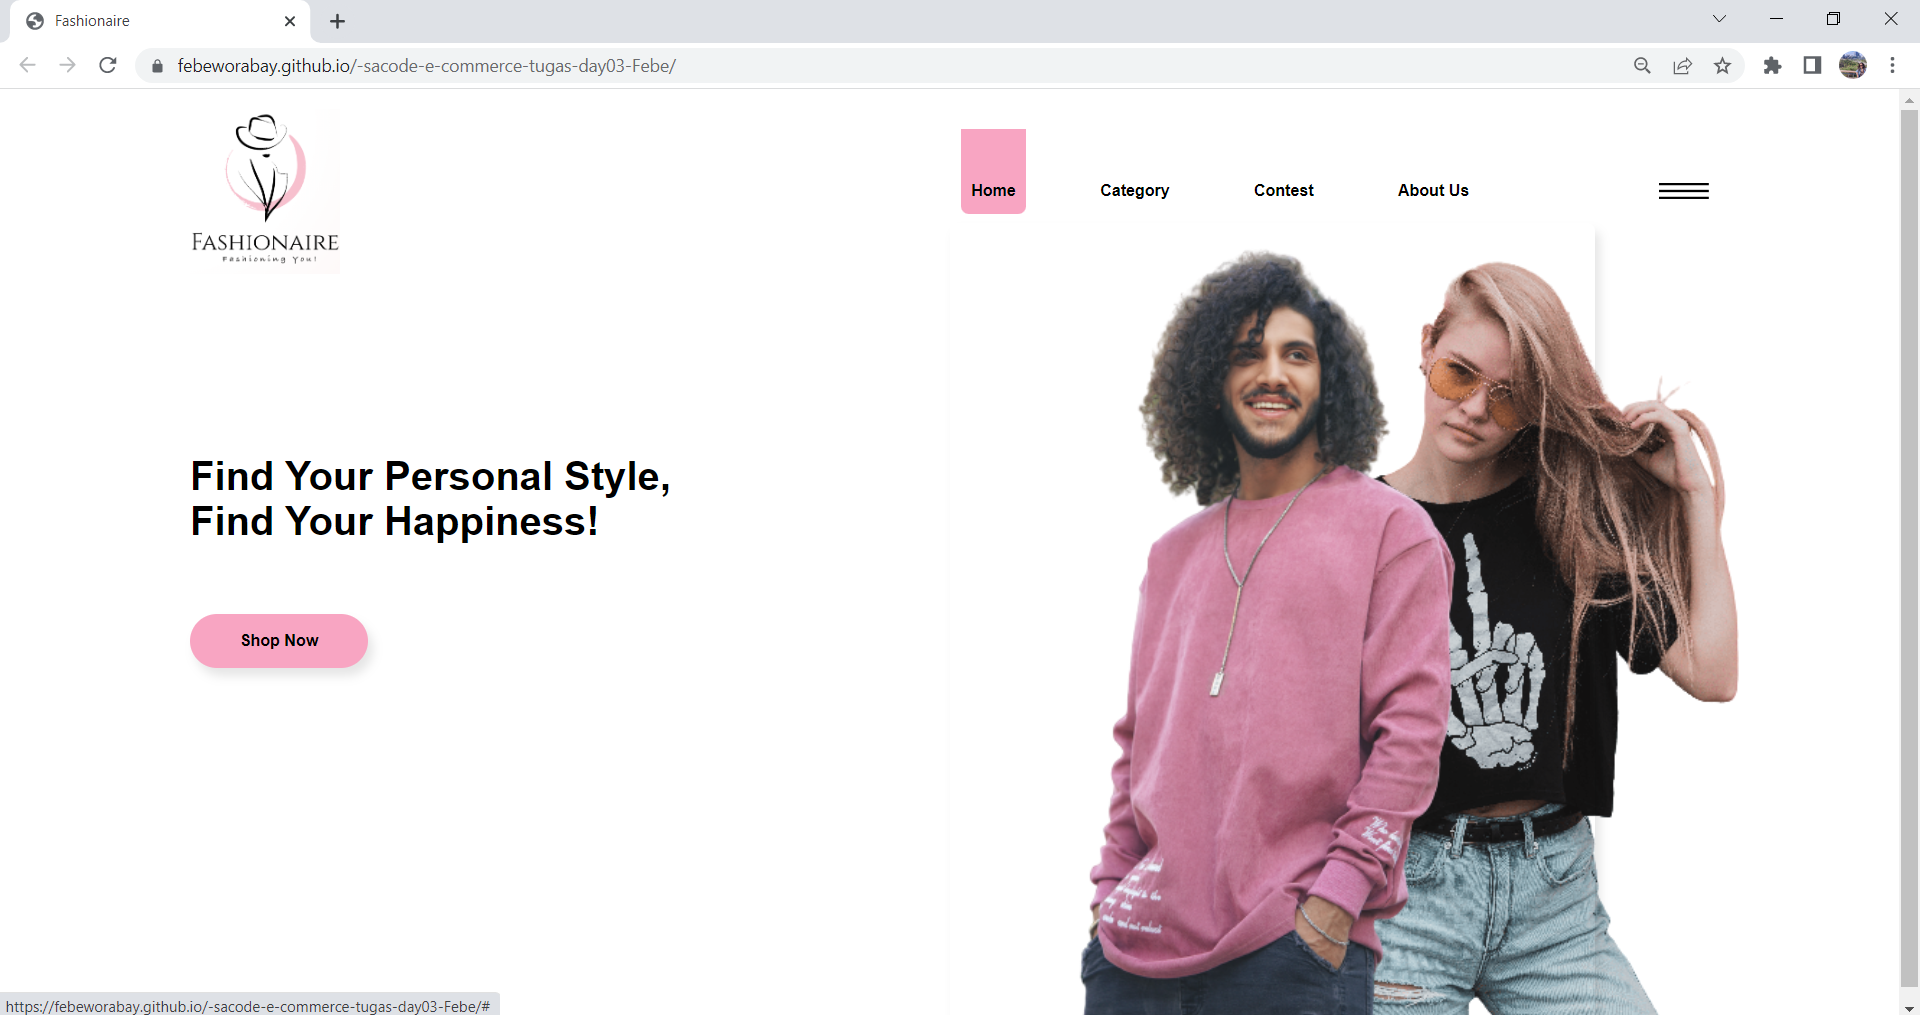 Fashionaire
febeworabay.github.io/-sacode-e-commerce-tugas-day03-Febe/
FASHIONAIRE
Fashioning You!
Home Category Contest About Us
Find Your Personal Style,
Find Your Happiness!
Shop Now
https://febeworabay.github.io/-sacode-e-commerce-tugas-day03-Febe/#